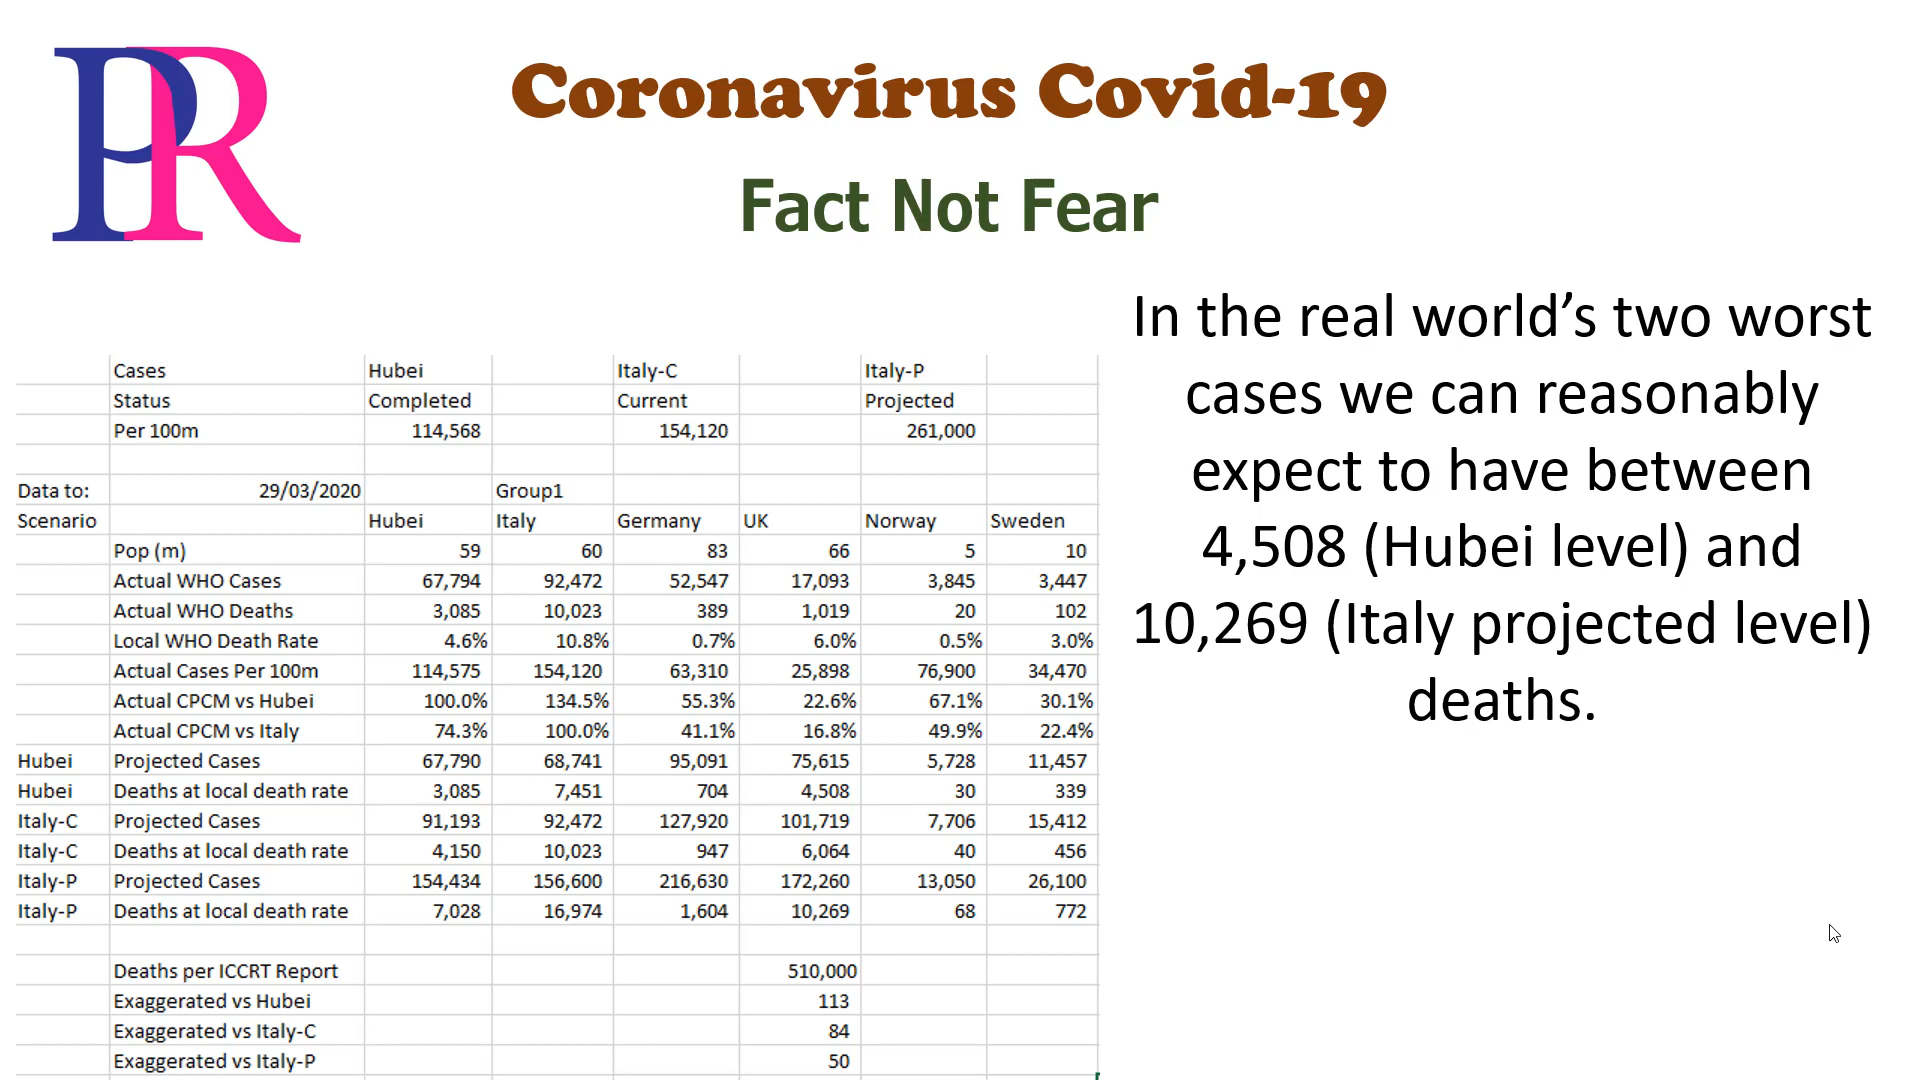 PR
Coronavirus Covid-19
Fact Not Fear
In the real world's two worst
cases we can reasonably
expect to have between
4,508 (Hubei level) and
10,269 (Italy projected level)
deaths.
Cases Hubei Italy-C Italy-P
Status Completed Current Projected
Per 100m 114,568 154,120 261,000
Data to: 29/03/2020 Group1
Scenario Hubei Italy Germany UK Norway Sweden
Pop (m) 59 60 83 66 5 10
Actual WHO Cases 67,794 92,472 52,547 17,093 3,845 3,447
Actual WHO Deaths 3,085 10,023 389 1,019 20 102
Local WHO Death Rate 4.6% 10.8% 0.7% 6.0% 0.5% 3.0%
Actual Cases Per 100m 114,575 154,120 63,310 25,898 76,900 34,470
Actual CPCM vs Hubei 100.0% 134.5% 55.3% 22.6% 67.1% 30.1%
Actual CPCM vs Italy 74.3% 100.0% 41.1% 16.8% 49.9% 22.4%
Hubei Projected Cases 67,790 68,741 95,091 75,615 5,728 11,457
Hubei Deaths at local death rate 3,085 7,451 704 4,508 30 339
Italy-C Projected Cases 91,193 92,472 127,920 101,719 7,706 15,412
Italy-C Deaths at local death rate 4,150 10,023 947 6,064 40 456
Italy-P Projected Cases 154,434 156,600 216,630 172,260 13,050 26,100
Italy-P Deaths at local death rate 7,028 16,974 1,604 10,269 68 772
Deaths per ICCRT Report 510,000
Exaggerated vs Hubei 113
Exaggerated vs Italy-C 84
Exaggerated vs Italy-P 50